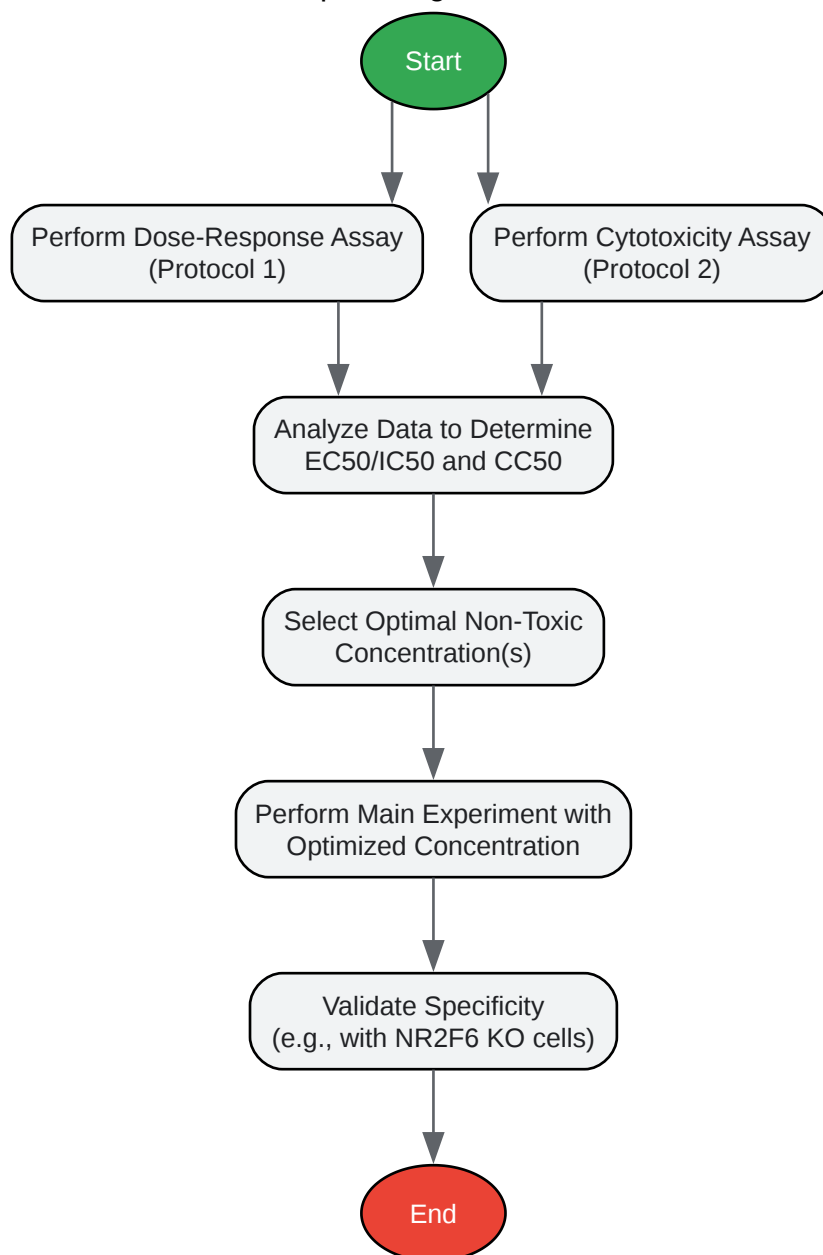 Start
Perform Dose-Response Assay
(Protocol 1)
Perform Cytotoxicity Assay
(Protocol 2)
Analyze Data to Determine
EC50/IC50 and CC50
Select Optimal Non-Toxic
Concentration(s)
Perform Main Experiment with
Optimized Concentration
Validate Specificity
(e.g., with NR2F6 KO cells)
End